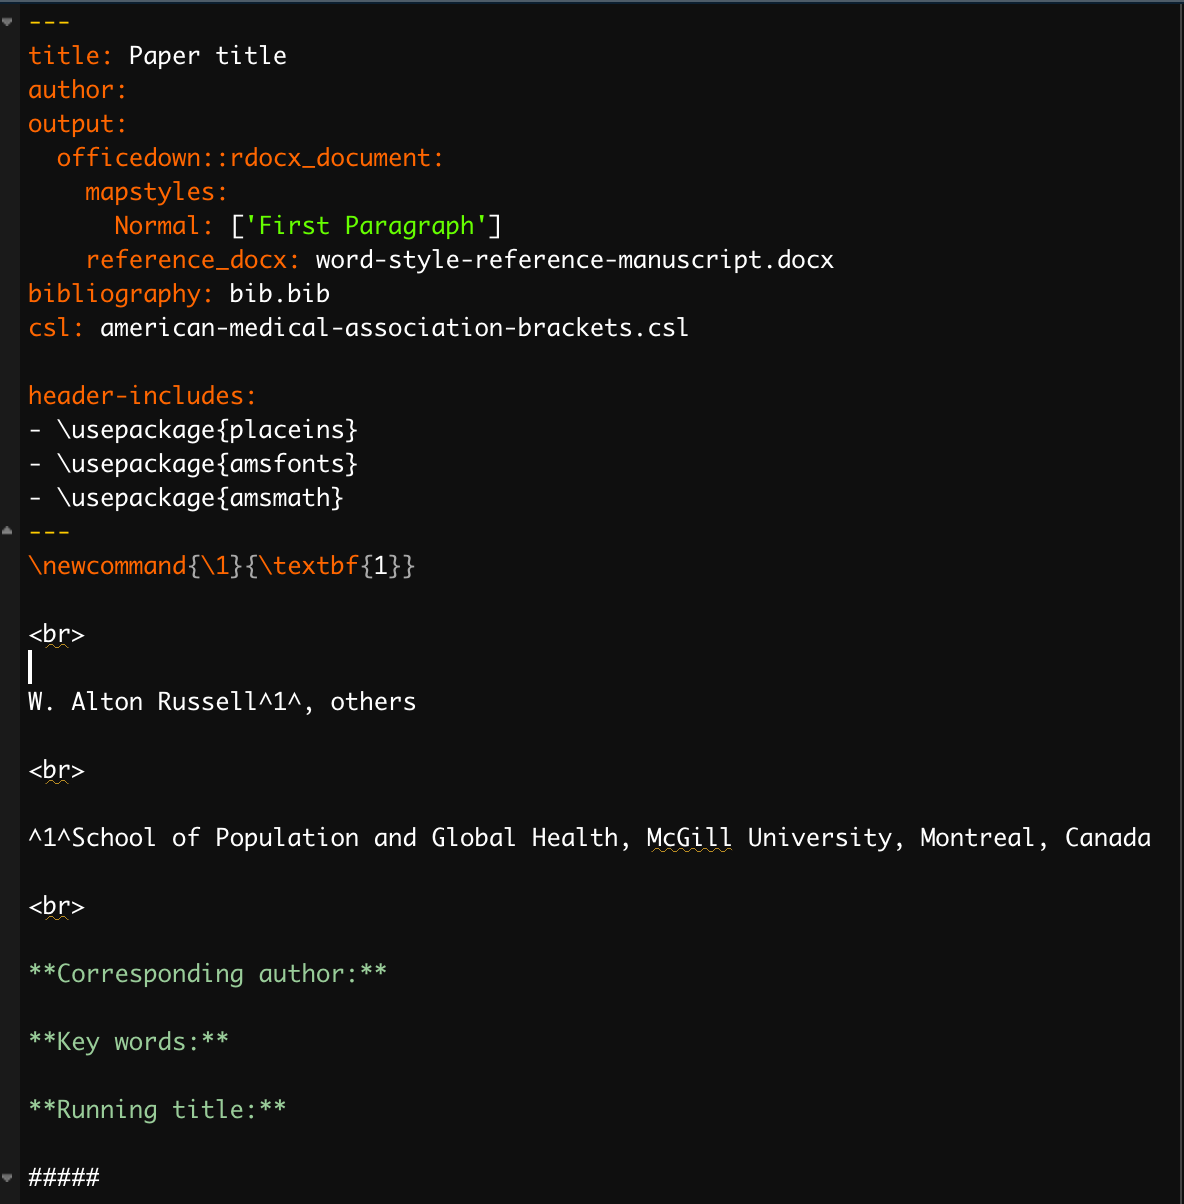 ---
title: Paper title
author:
output:
  officedown::rdocx_document:
    mapstyles:
      Normal: ['First Paragraph']
    reference_docx: word-style-reference-manuscript.docx
bibliography: bib.bib
csl: american-medical-association-brackets.csl

header-includes:
- \usepackage{placeins}
- \usepackage{amsfonts}
- \usepackage{amsmath}
---
\newcommand{\1}{\textbf{1}}

<br>

W. Alton Russell^1^, others

<br>

^1^School of Population and Global Health, McGill University, Montreal, Canada

<br>

**Corresponding author:**

**Key words:**

**Running title:**

#####